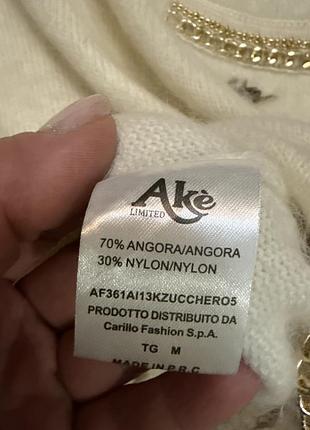 Akè
LIMITED
70% ANGORA/ANGORA
30% NYLON/NYLON
AF361AI13KZUCCHERO5
PRODOTTO DISTRIBUITO DA
Carillo Fashion S.p.A.
TG M
MADE IN P.R.C.